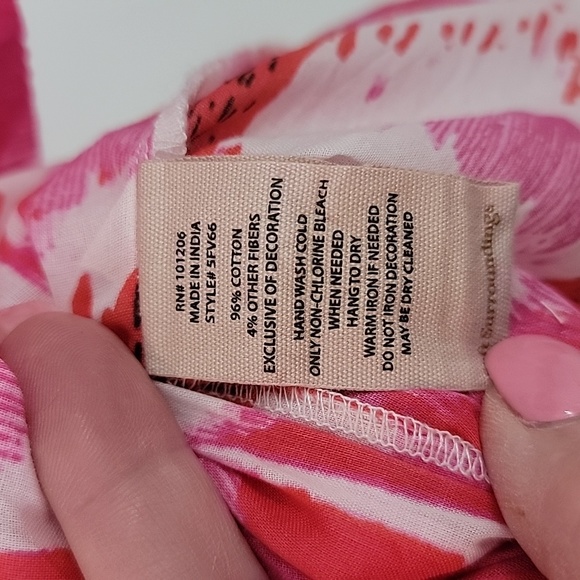 RN# 101206
MADE IN INDIA
STYLE# 5FV66
96% COTTON
4% OTHER FIBERS
EXCLUSIVE OF DECORATION
HAND WASH COLD
ONLY NON-CHLORINE BLEACH
WHEN NEEDED
HANG TO DRY
WARM IRON IF NEEDED
DO NOT IRON DECORATION
MAY BE DRY CLEANED
Surroundings